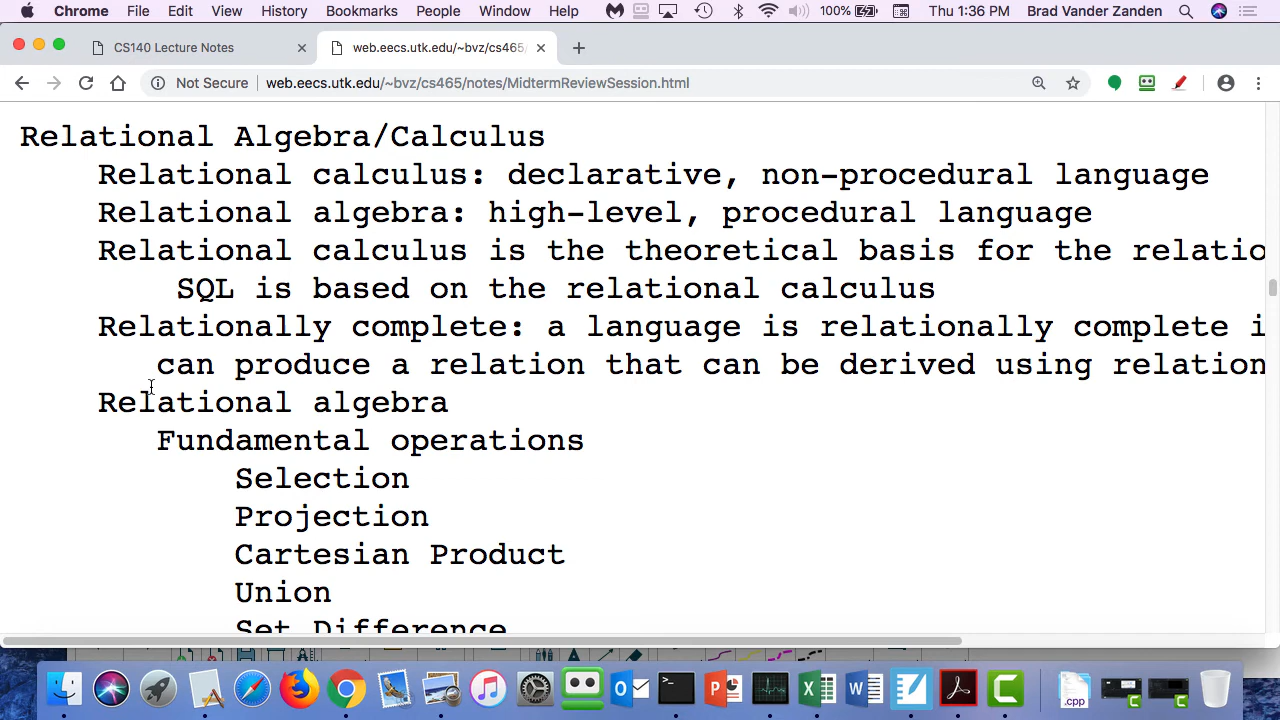 Chrome File Edit View History Bookmarks People Window Help 100% Thu 1:36 PM Brad Vander Zanden
CS140 Lecture Notes web.eecs.utk.edu/~bvz/cs465/
Not Secure web.eecs.utk.edu/~bvz/cs465/notes/MidtermReviewSession.html
Relational Algebra/Calculus
Relational calculus: declarative, non-procedural language
Relational algebra: high-level, procedural language
Relational calculus is the theoretical basis for the relatio
SQL is based on the relational calculus
Relationally complete: a language is relationally complete i
can produce a relation that can be derived using relation
Relational algebra
Fundamental operations
Selection
Projection
Cartesian Product
Union
Set Difference
.cpp